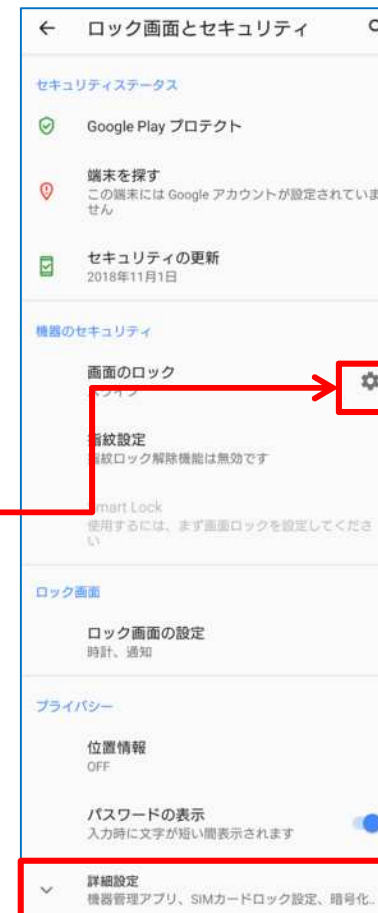 ロック画面とセキュリティ
セキュリティステータス
Google Play プロテクト
端末を探す
この端末には Google アカウントが設定されていま
せん
セキュリティの更新
2018年11月1日
機器のセキュリティ
画面のロック
スライド
指紋設定
指紋ロック解除機能は無効です
Smart Lock
使用するには、まず画面ロックを設定してくださ
い
ロック画面
ロック画面の設定
時計、通知
プライバシー
位置情報
OFF
パスワードの表示
入力時に文字が短い間表示されます
詳細設定
機器管理アプリ、SIMカードロック設定、暗号化..